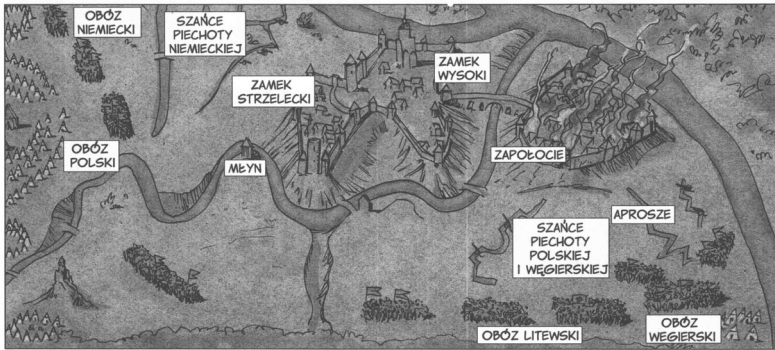 OBÓZ
NIEMIECKI
SZAŃCE
PIECHOTY
NIEMIECKIEJ
ZAMEK
WYSOKI
ZAMEK
STRZELECKI
OBÓZ
POLSKI
MŁYN
ZAPOŁOCIE
APROSZE
SZAŃCE
PIECHOTY
POLSKIEJ
I WĘGIERSKIEJ
OBÓZ LITEWSKI
OBÓZ
WĘGIERSKI